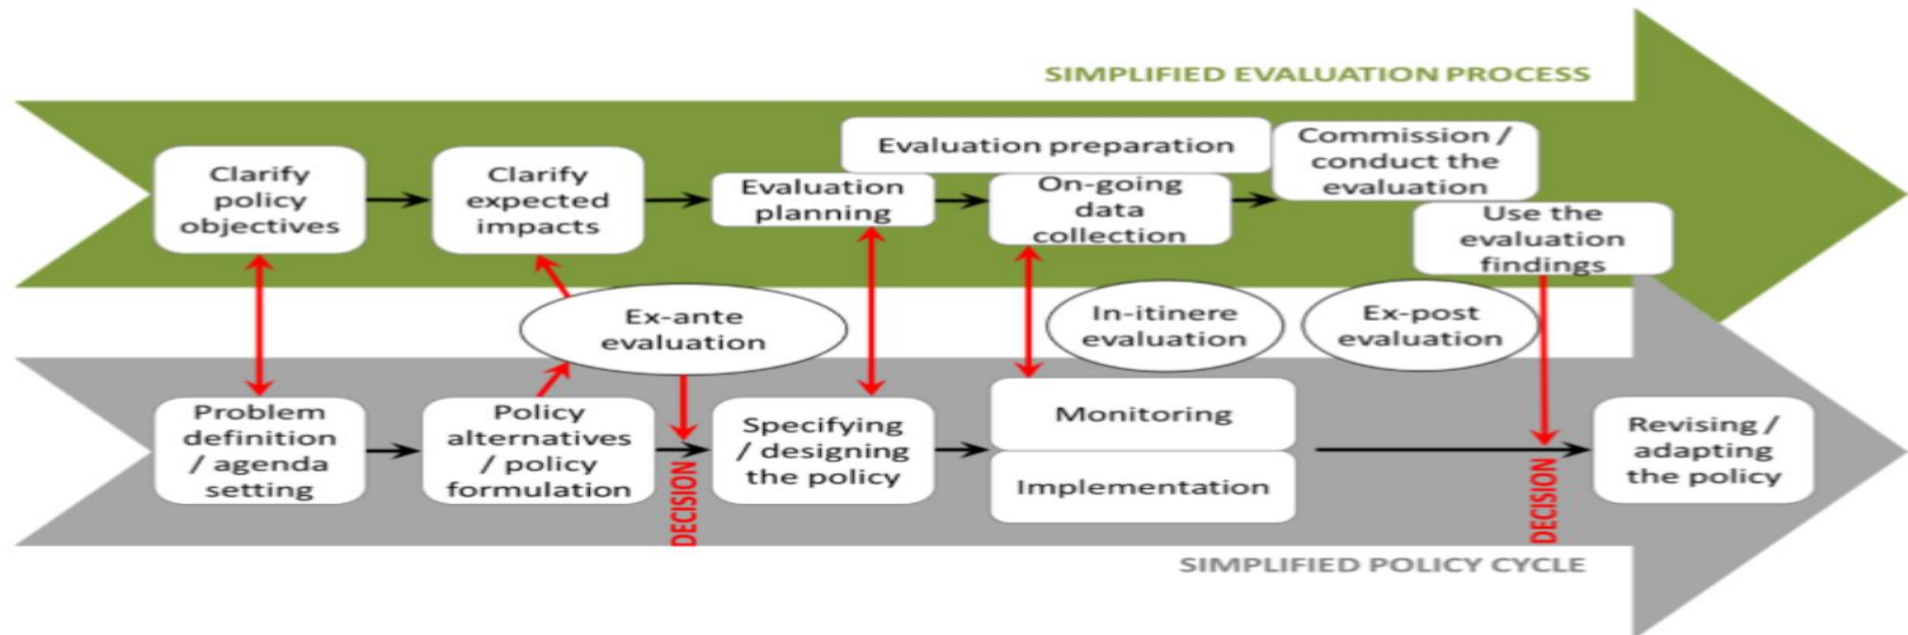 SIMPLIFIED EVALUATION PROCESS
Clarify
policy
objectives
Clarify
expected
impacts
Evaluation preparation
Evaluation
planning
On-going
data
collection
Commission /
conduct the
evaluation
Use the
evaluation
findings
Ex-ante
evaluation
In-itinere
evaluation
Ex-post
evaluation
Problem
definition
/ agenda
setting
Policy
alternatives
/ policy
formulation
DECISION
Specifying
/ designing
the policy
Monitoring
Implementation
DECISION
Revising /
adapting
the policy
SIMPLIFIED POLICY CYCLE